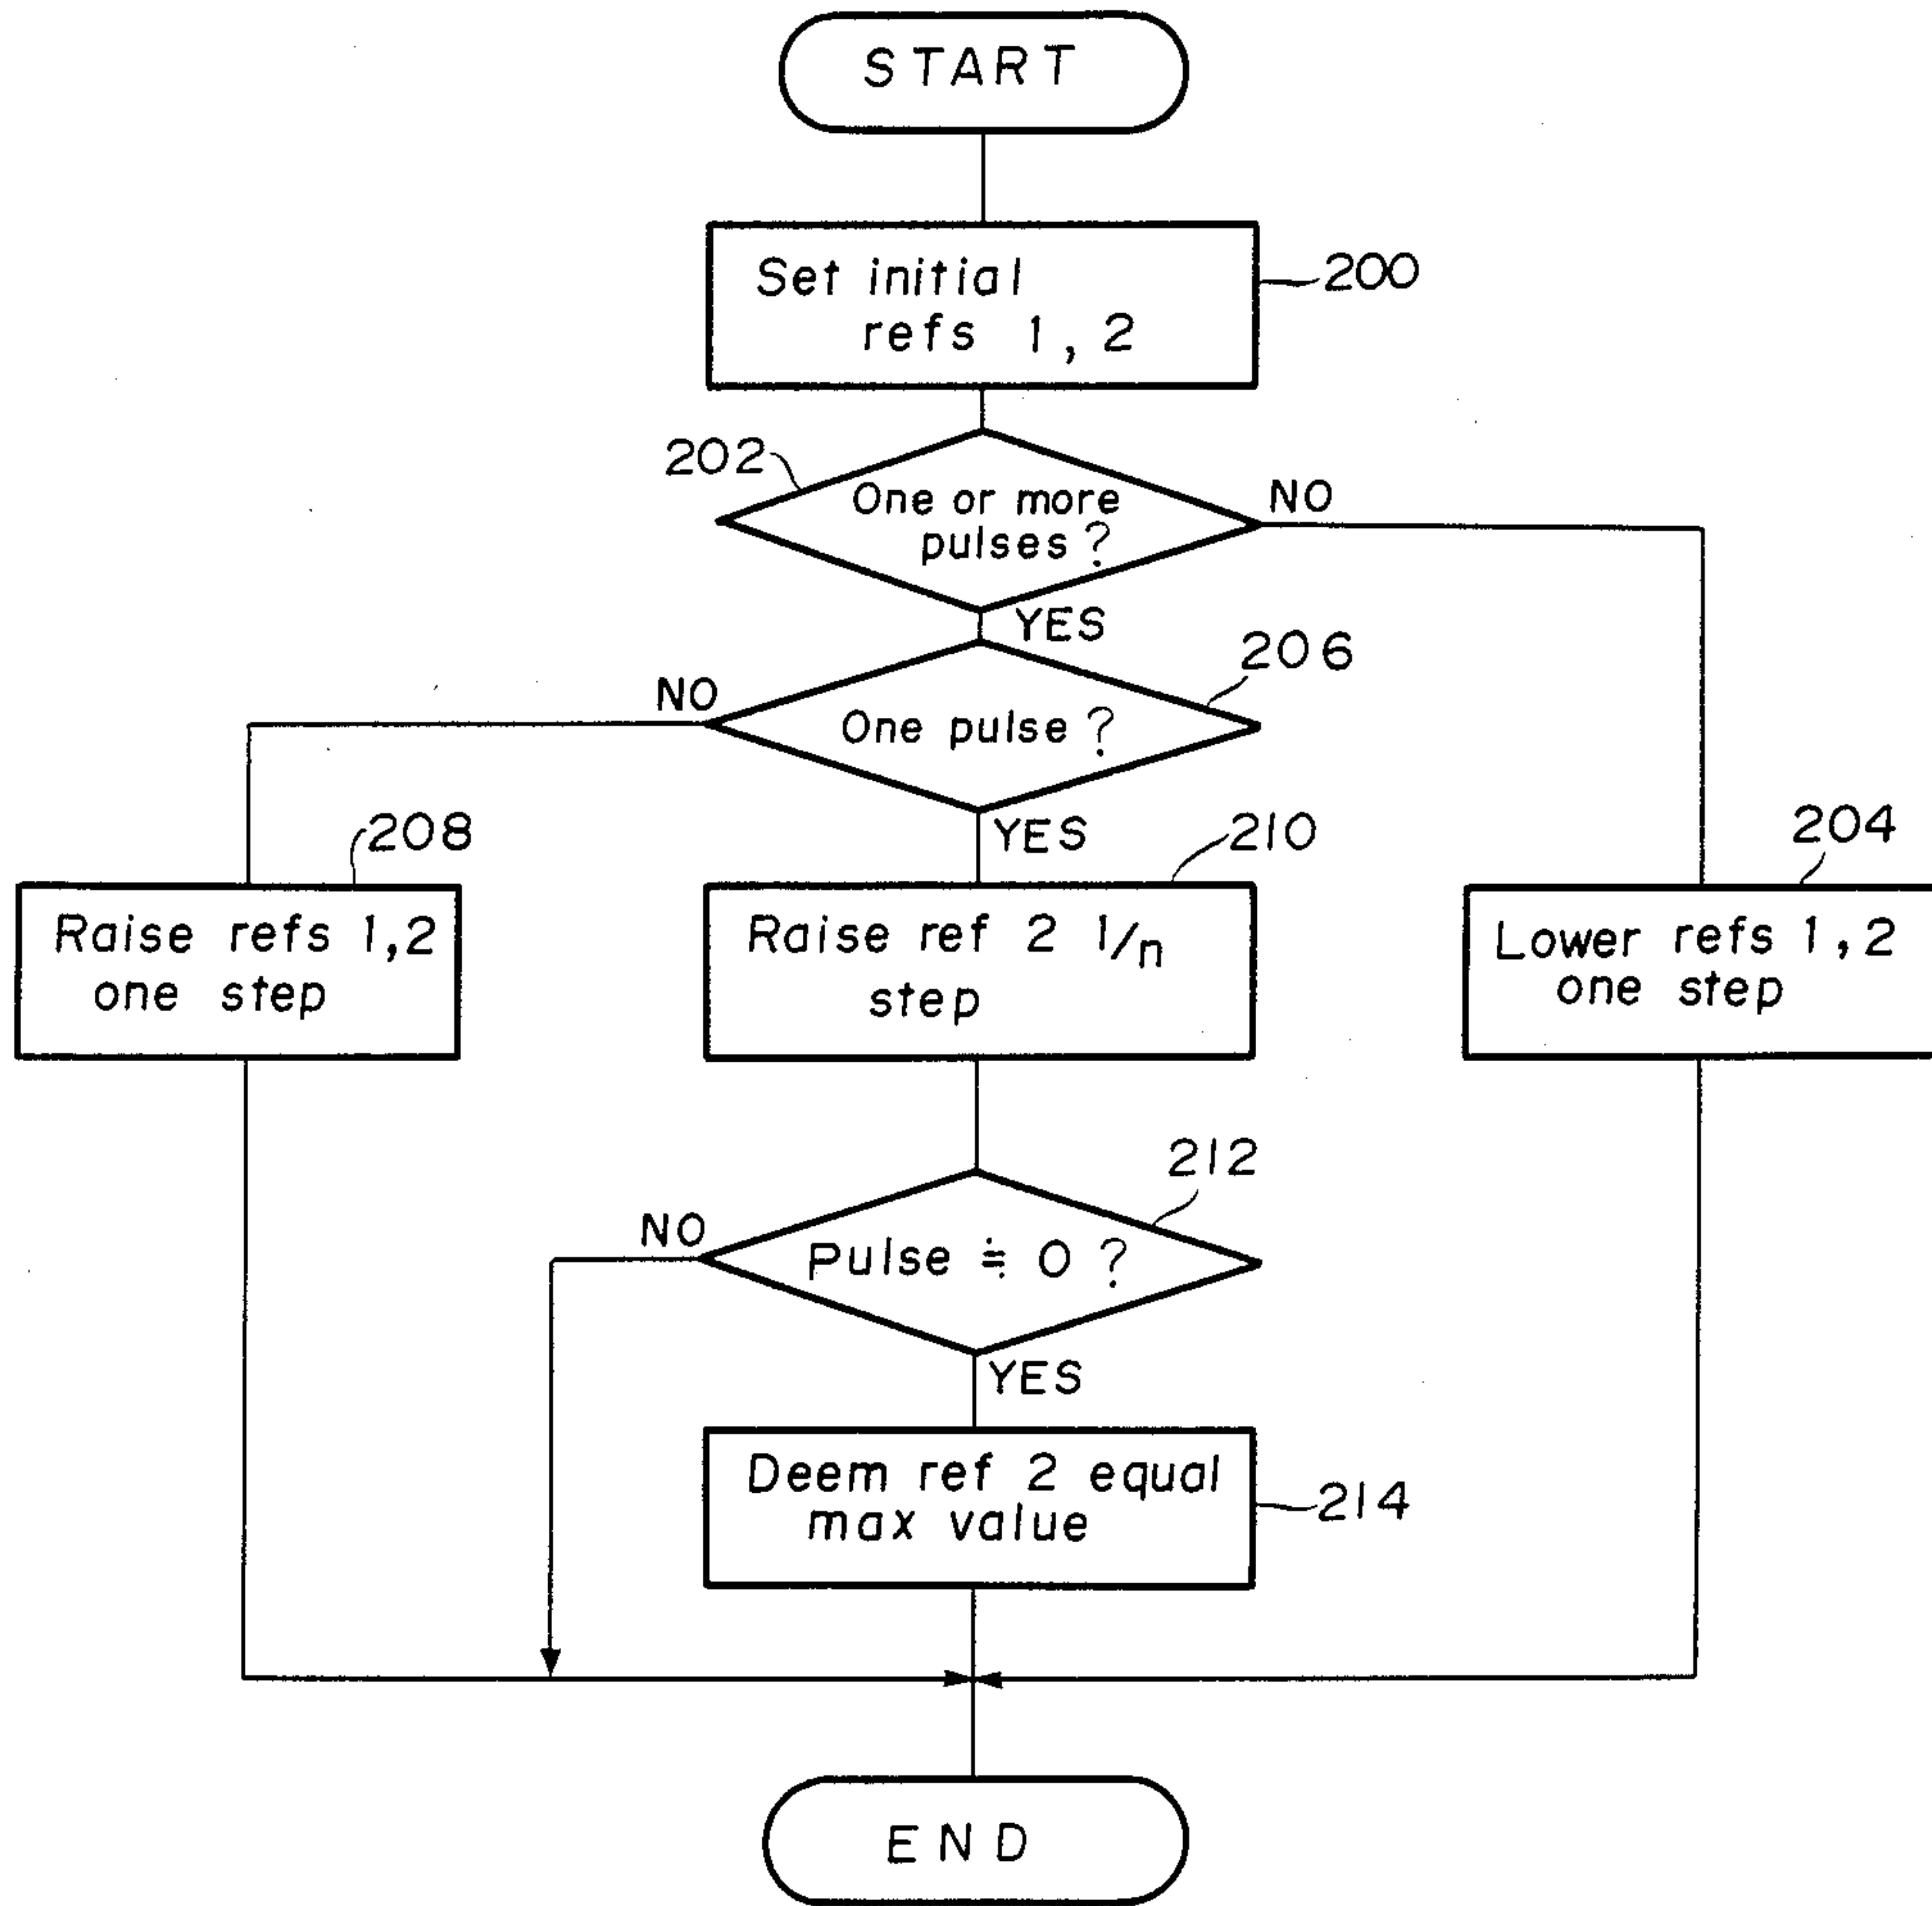 START
Set initial
refs 1, 2
200
202
One or more
pulses ?
NO
YES
206
NO
One pulse ?
YES
208
210
204
Raise refs 1,2
one step
Raise ref 2 1/n
step
Lower refs 1, 2
one step
212
NO
Pulse ≒ 0 ?
YES
Deem ref 2 equal
max value
214
END